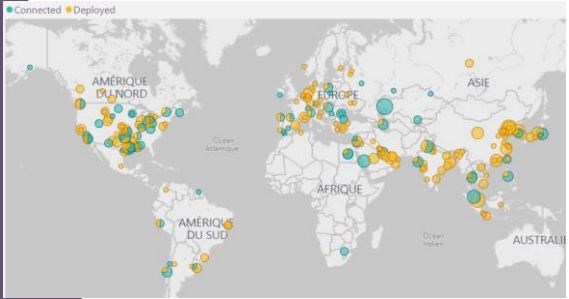 Connected Deployed
AMÉRIQUE
DU NORD
EUROPE
ASIE
Océan
Atlantique
AFRIQUE
AMÉRIQUE
DU SUD
Océan
Indien
AUSTRALIE